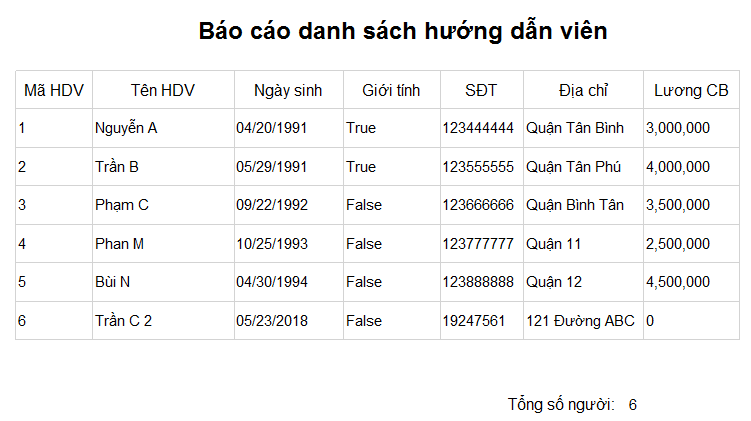 Báo cáo danh sách hướng dẫn viên
Mã HDV Tên HDV Ngày sinh Giới tính SĐT Địa chỉ Lương CB
1 Nguyễn A 04/20/1991 True 123444444 Quận Tân Bình 3,000,000
2 Trần B 05/29/1991 True 123555555 Quận Tân Phú 4,000,000
3 Phạm C 09/22/1992 False 123666666 Quận Bình Tân 3,500,000
4 Phan M 10/25/1993 False 123777777 Quận 11 2,500,000
5 Bùi N 04/30/1994 False 123888888 Quận 12 4,500,000
6 Trần C 2 05/23/2018 False 19247561 121 Đường ABC 0
Tổng số người: 6